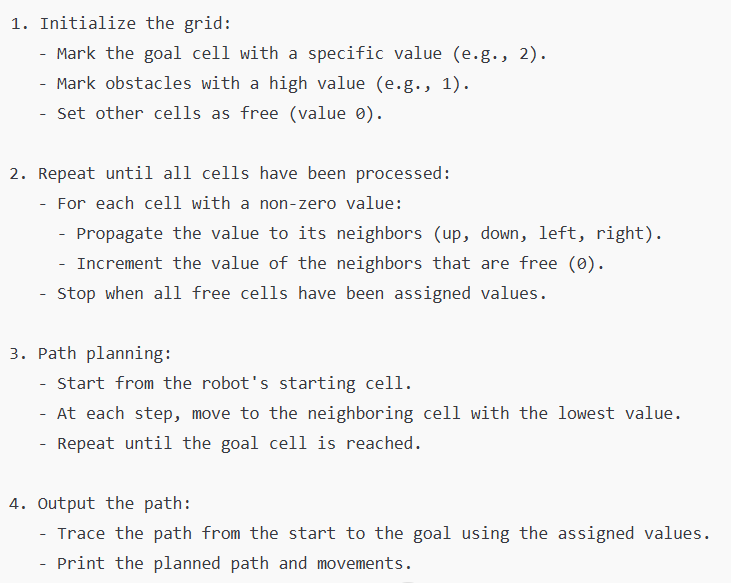 1. Initialize the grid:
- Mark the goal cell with a specific value (e.g., 2).
- Mark obstacles with a high value (e.g., 1).
- Set other cells as free (value 0).
2. Repeat until all cells have been processed:
- For each cell with a non-zero value:
- Propagate the value to its neighbors (up, down, left, right).
- Increment the value of the neighbors that are free (0).
- Stop when all free cells have been assigned values.
3. Path planning:
- Start from the robot's starting cell.
- At each step, move to the neighboring cell with the lowest value.
- Repeat until the goal cell is reached.
4. Output the path:
- Trace the path from the start to the goal using the assigned values.
- Print the planned path and movements.